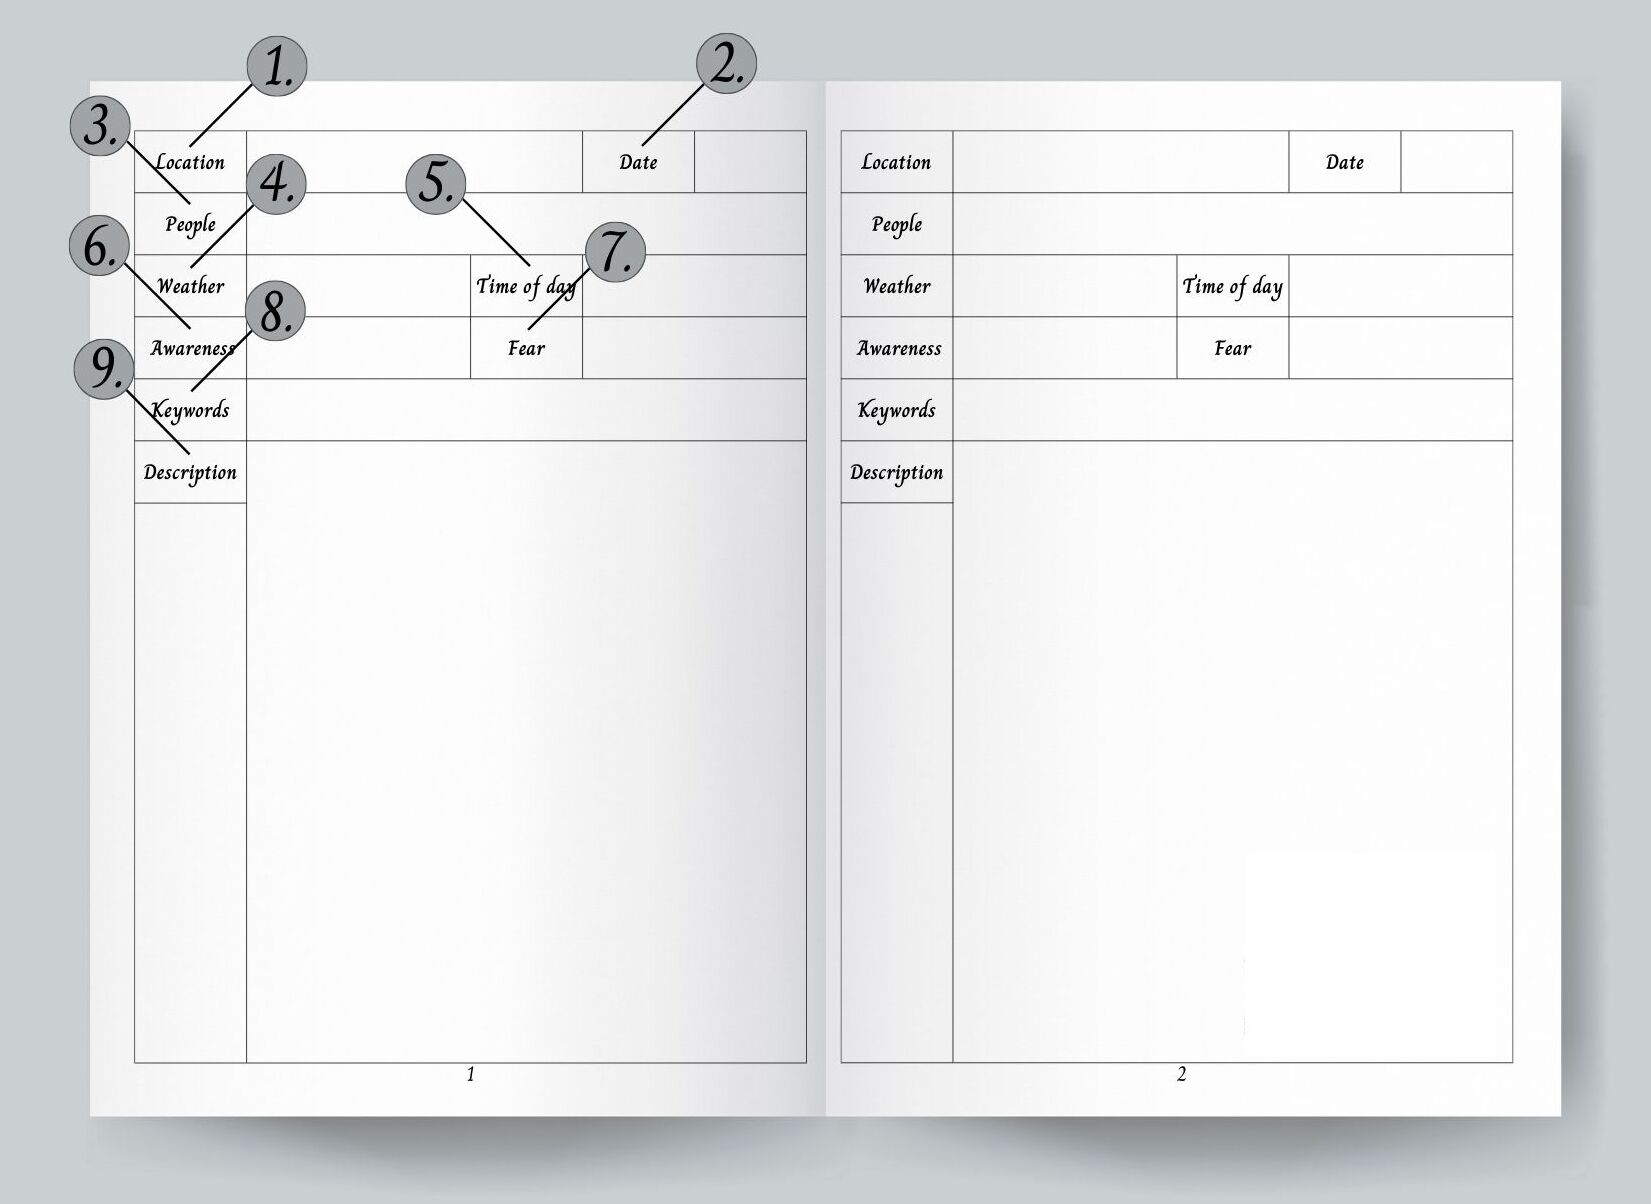 1.
2.
3.
Location
Date
4.
5.
People
6.
7.
Weather
Time of day
8.
Awareness
Fear
9.
Keywords
Description
1
Location
Date
People
Weather
Time of day
Awareness
Fear
Keywords
Description
2